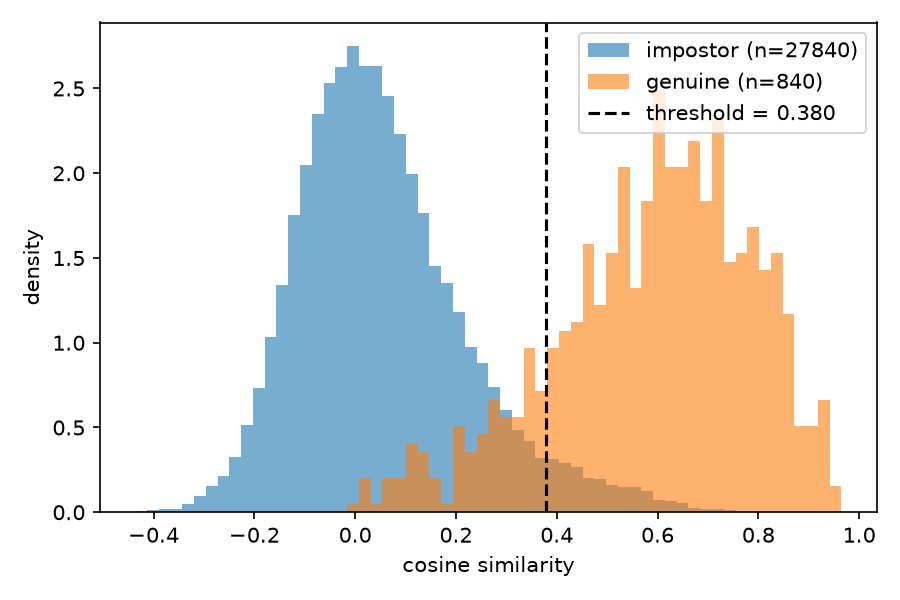 impostor (n=27840)
genuine (n=840)
threshold = 0.380
density
2.5
2.0
1.5
1.0
0.5
0.0
−0.4 −0.2 0.0 0.2 0.4 0.6 0.8 1.0
cosine similarity